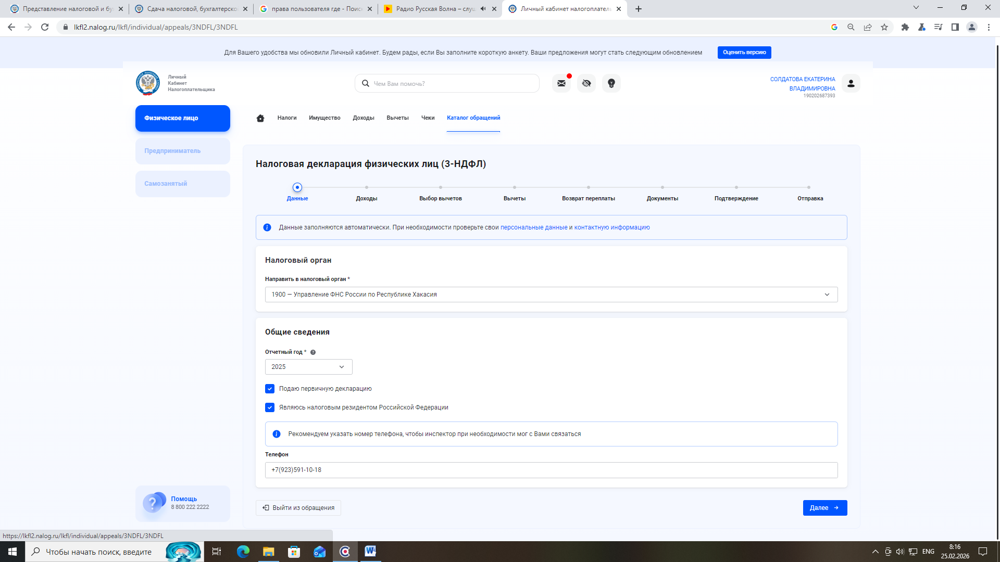 Представление налоговой и бу
Сдача налоговой, бухгалтерско
права пользователя где - Поис
Радио Русская Волна – слуш
Личный кабинет налогоплатель
lkfl2.nalog.ru/lkfl/individual/appeals/3NDFL/3NDFL
Для Вашего удобства мы обновили Личный кабинет. Будем рады, если Вы заполните короткую анкету. Ваши предложения могут стать следующим обновлением
Оценить версию
Личный
Кабинет
Налогоплательщика
Чем Вам помочь?
СОЛДАТОВА ЕКАТЕРИНА
ВЛАДИМИРОВНА
190202687393
Физическое лицо
Предприниматель
Самозанятый
Налоги
Имущество
Доходы
Вычеты
Чеки
Каталог обращений
Налоговая декларация физических лиц (3-НДФЛ)
Данные
Доходы
Выбор вычетов
Вычеты
Возврат переплаты
Документы
Подтверждение
Отправка
Данные заполняются автоматически. При необходимости проверьте свои персональные данные и контактную информацию
Налоговый орган
Направить в налоговый орган *
1900 — Управление ФНС России по Республике Хакасия
Общие сведения
Отчетный год *
2025
Подаю первичную декларацию
Являюсь налоговым резидентом Российской Федерации
Рекомендуем указать номер телефона, чтобы инспектор при необходимости мог с Вами связаться
Телефон
+7(923)591-10-18
Помощь
8 800 222 2222
Выйти из обращения
Далее
https://lkfl2.nalog.ru/lkfl/individual/appeals/3NDFL/3NDFL
Чтобы начать поиск, введите
ENG
8:16
25.02.2026